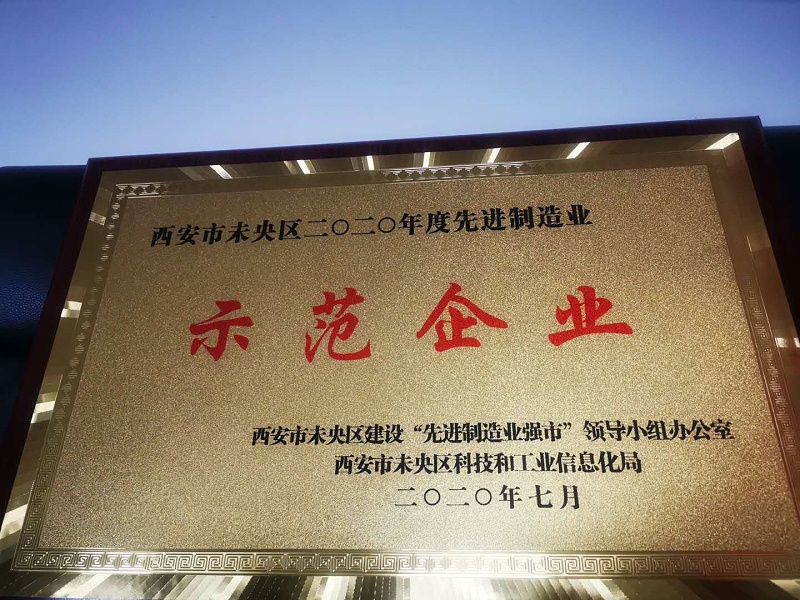 西安市未央区二〇二〇年度先进制造业
示范企业
西安市未央区建设“先进制造业强市”领导小组办公室
西安市未央区科技和工业信息化局
二〇二〇年七月